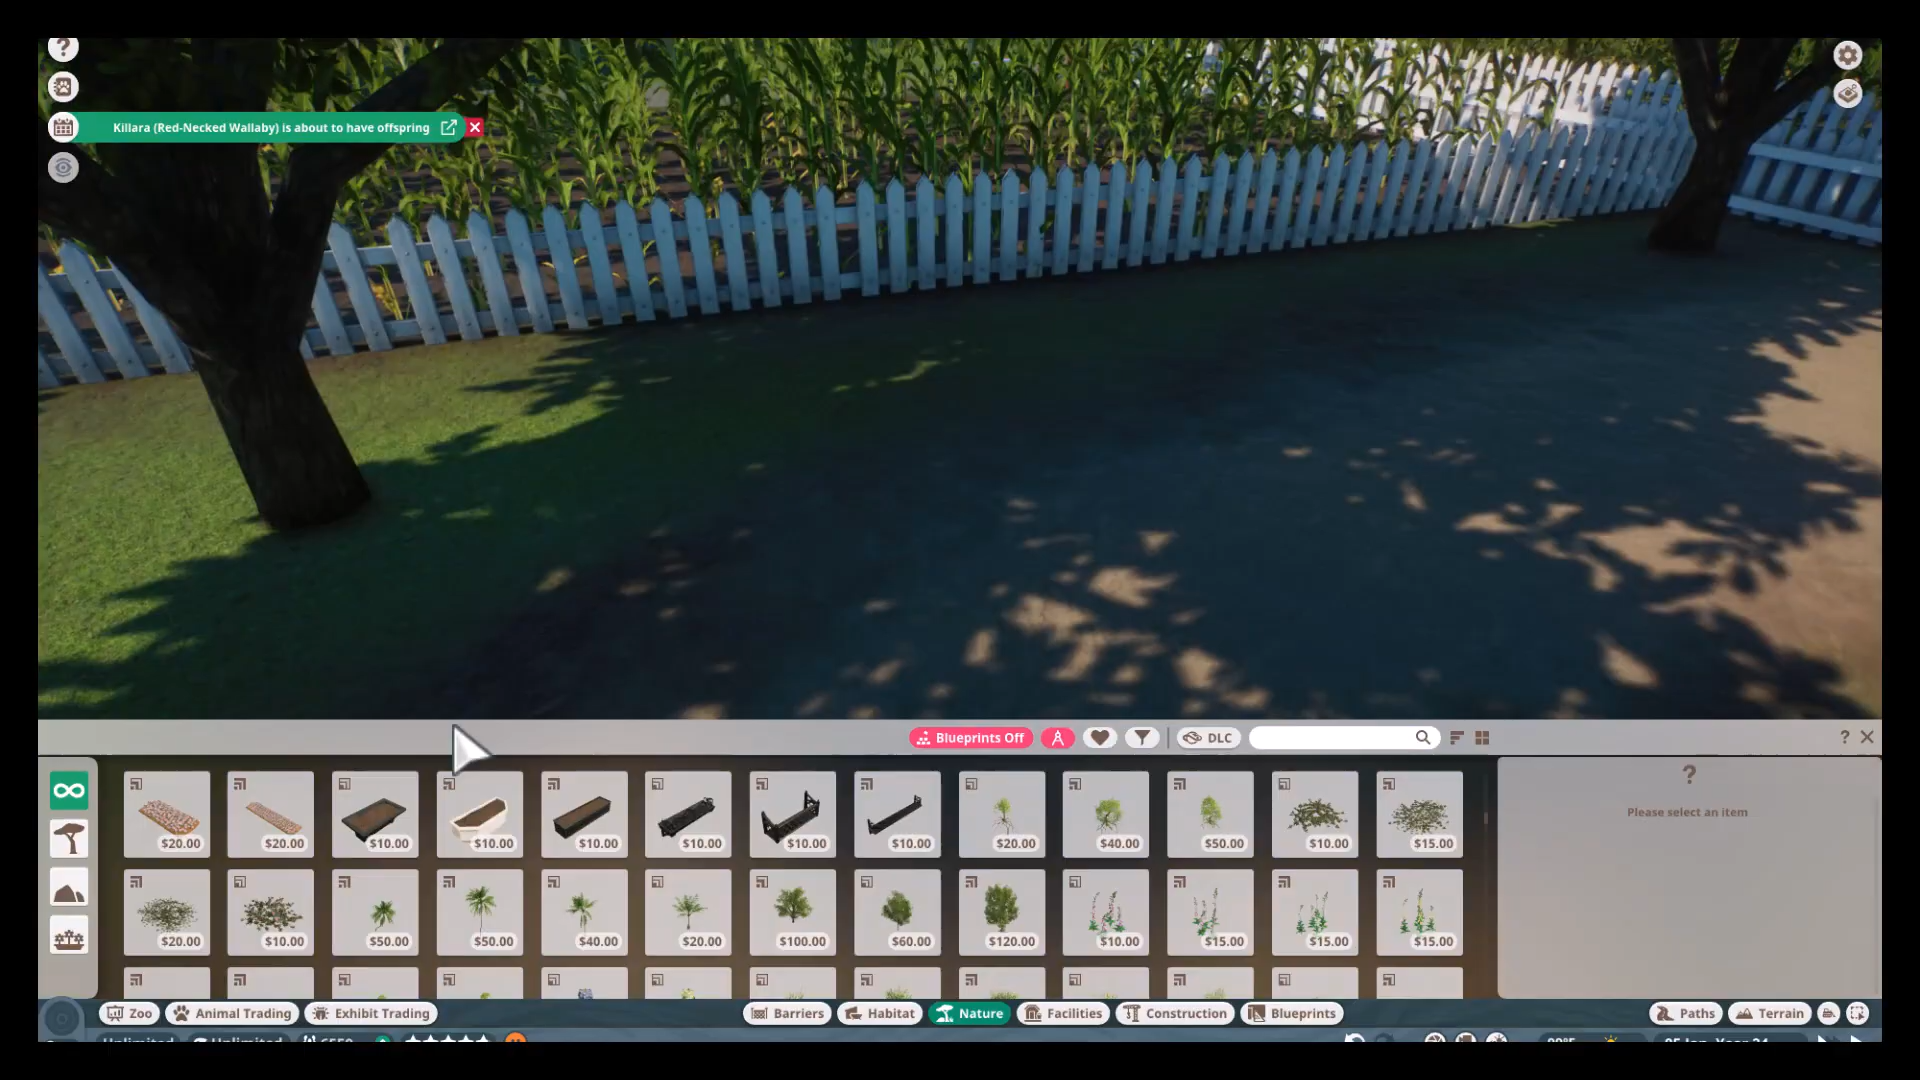 ?
Killara (Red-Necked Wallaby) is about to have offspring
Blueprints Off
DLC
?
$20.00 $20.00 $10.00 $10.00 $10.00 $10.00 $10.00 $10.00 $20.00 $40.00 $50.00 $10.00 $15.00
?
Please select an item
$20.00 $10.00 $50.00 $50.00 $40.00 $20.00 $100.00 $60.00 $120.00 $10.00 $15.00 $15.00 $15.00
Zoo Animal Trading Exhibit Trading Barriers Habitat Nature Facilities Construction Blueprints Paths Terrain
Unlimited Unlimited